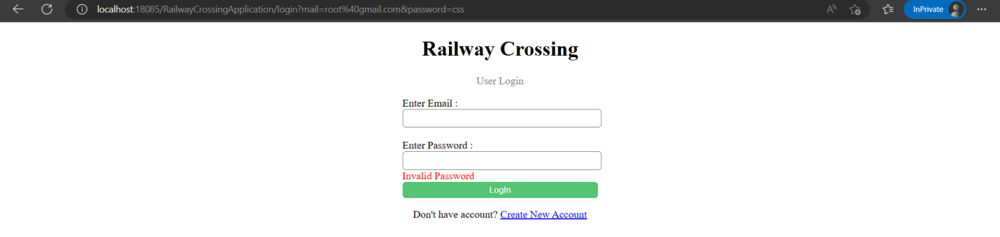 localhost:18085/RailwayCrossingApplication/login?mail=root%40gmail.com&password=css
InPrivate
Railway Crossing
User Login
Enter Email :
Enter Password :
Invalid Password
LogIn
Don't have account? Create New Account